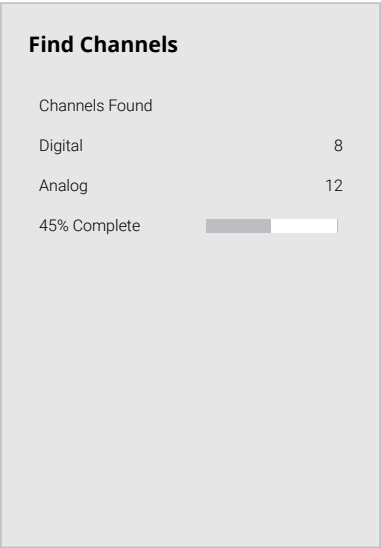 Find Channels
Channels Found
Digital 8
Analog 12
45% Complete